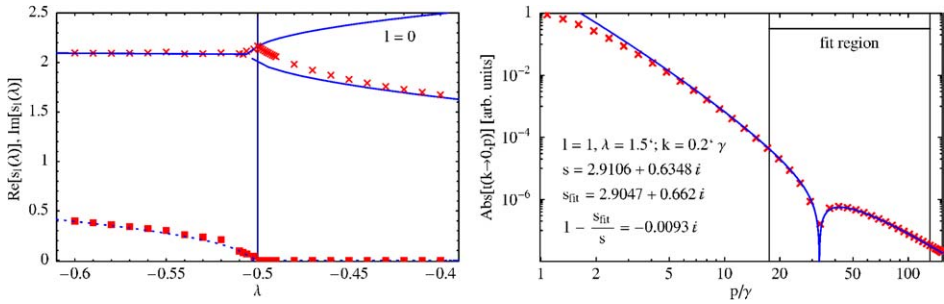 2.5
2
1.5
1
0.5
0
Re[s₁(λ)], Im[s₁(λ)]
l = 0
−0.6 −0.55 −0.5 −0.45 −0.4
λ
1
10⁻²
10⁻⁴
10⁻⁶
Abs[t(k→0,p)] [arb. units]
fit region
l = 1, λ = 1.5‘; k = 0.2‘ γ
s = 2.9106 + 0.6348 i
s_fit = 2.9047 + 0.662 i
1 − s_fit/s = −0.0093 i
1 2 5 10 20 50 100
p/γ